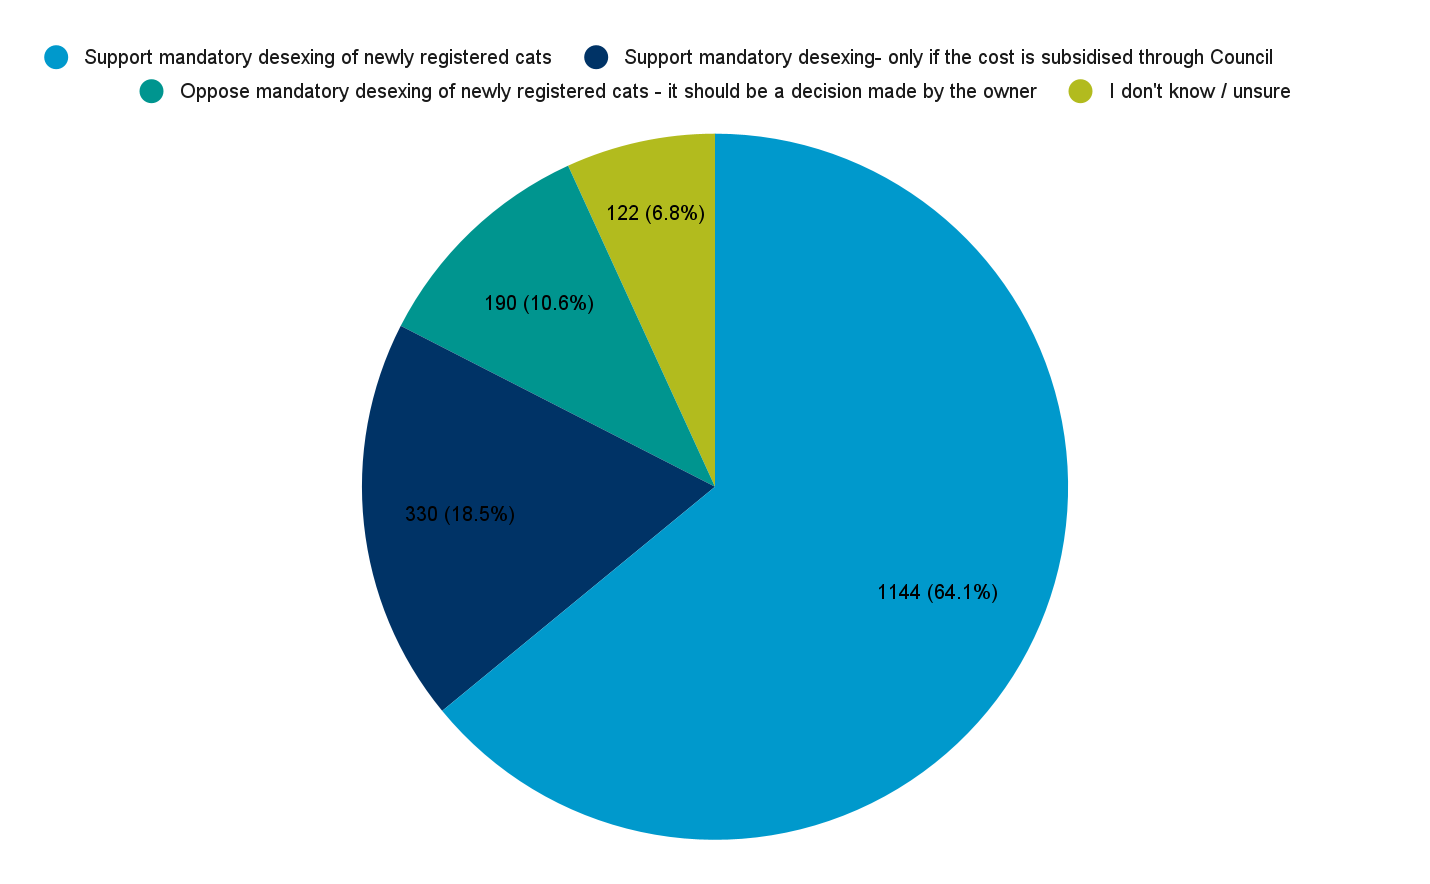 Support mandatory desexing of newly registered cats Support mandatory desexing- only if the cost is subsidised through Council
Oppose mandatory desexing of newly registered cats - it should be a decision made by the owner I don't know / unsure
122 (6.8%)
190 (10.6%)
330 (18.5%)
1144 (64.1%)